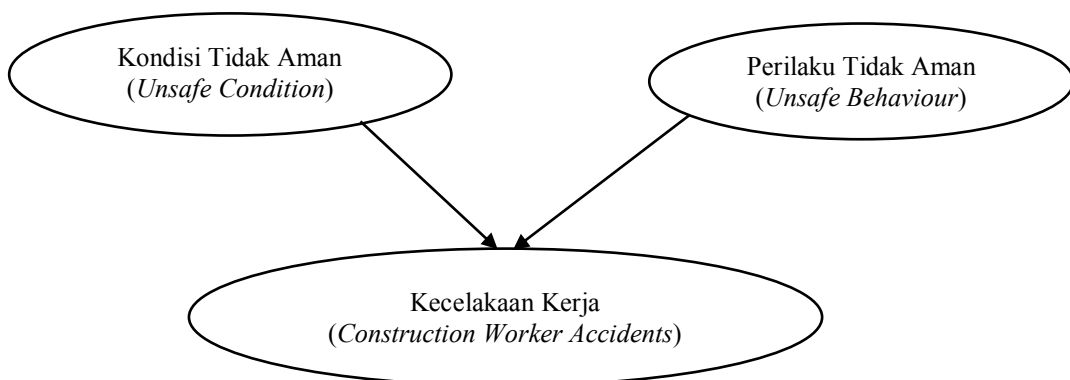 Kondisi Tidak Aman
(Unsafe Condition)
Perilaku Tidak Aman
(Unsafe Behaviour)
Kecelakaan Kerja
(Construction Worker Accidents)